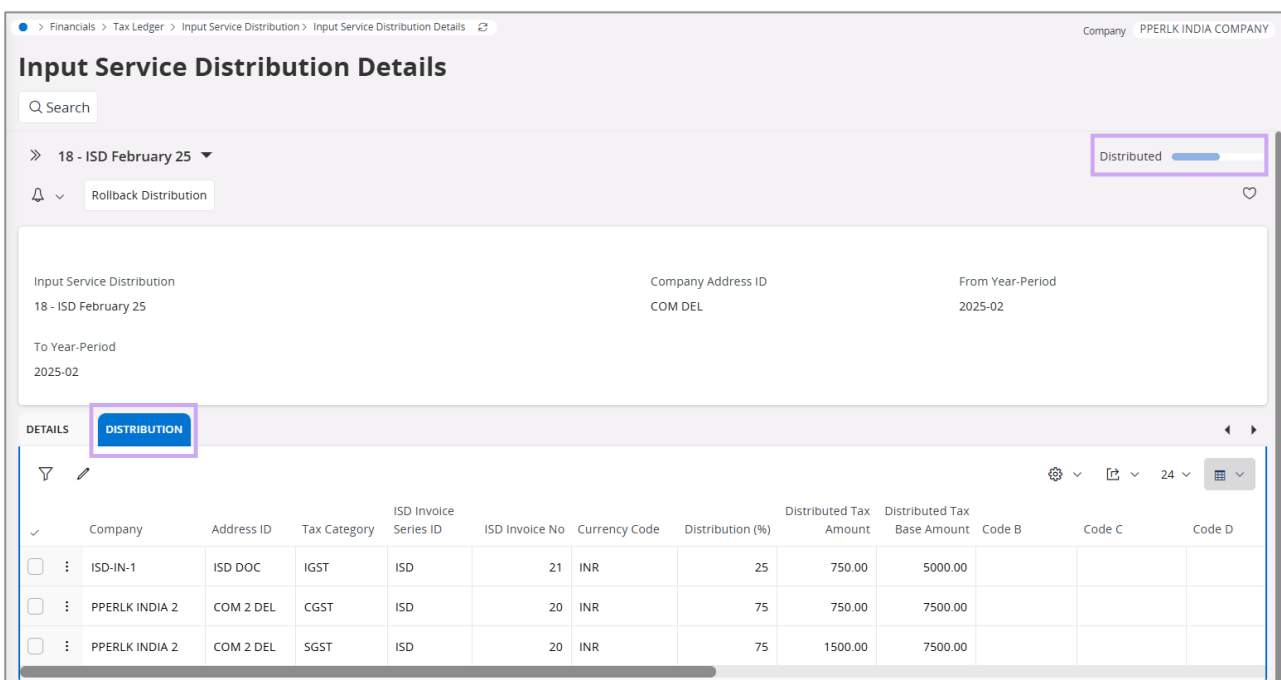 > Financials > Tax Ledger > Input Service Distribution > Input Service Distribution Details
Company PPERLK INDIA COMPANY
Input Service Distribution Details
Search
18 - ISD February 25
Distributed
Rollback Distribution
Input Service Distribution
18 - ISD February 25
Company Address ID
COM DEL
From Year-Period
2025-02
To Year-Period
2025-02
DETAILS DISTRIBUTION
24
Company Address ID Tax Category ISD Invoice Series ID ISD Invoice No Currency Code Distribution (%) Distributed Tax Amount Distributed Tax Base Amount Code B Code C Code D
ISD-IN-1 ISD DOC IGST ISD 21 INR 25 750.00 5000.00
PPERLK INDIA 2 COM 2 DEL CGST ISD 20 INR 75 750.00 7500.00
PPERLK INDIA 2 COM 2 DEL SGST ISD 20 INR 75 1500.00 7500.00